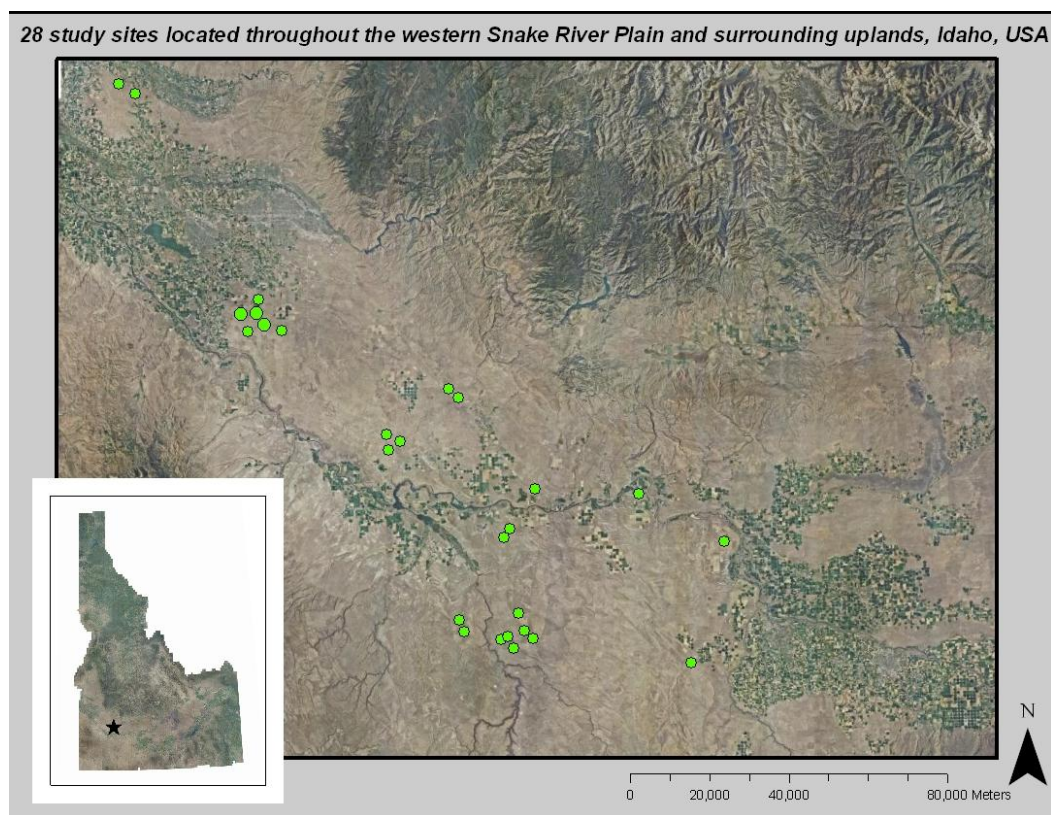 28 study sites located throughout the western Snake River Plain and surrounding uplands, Idaho, USA
N
0 20,000 40,000 80,000 Meters